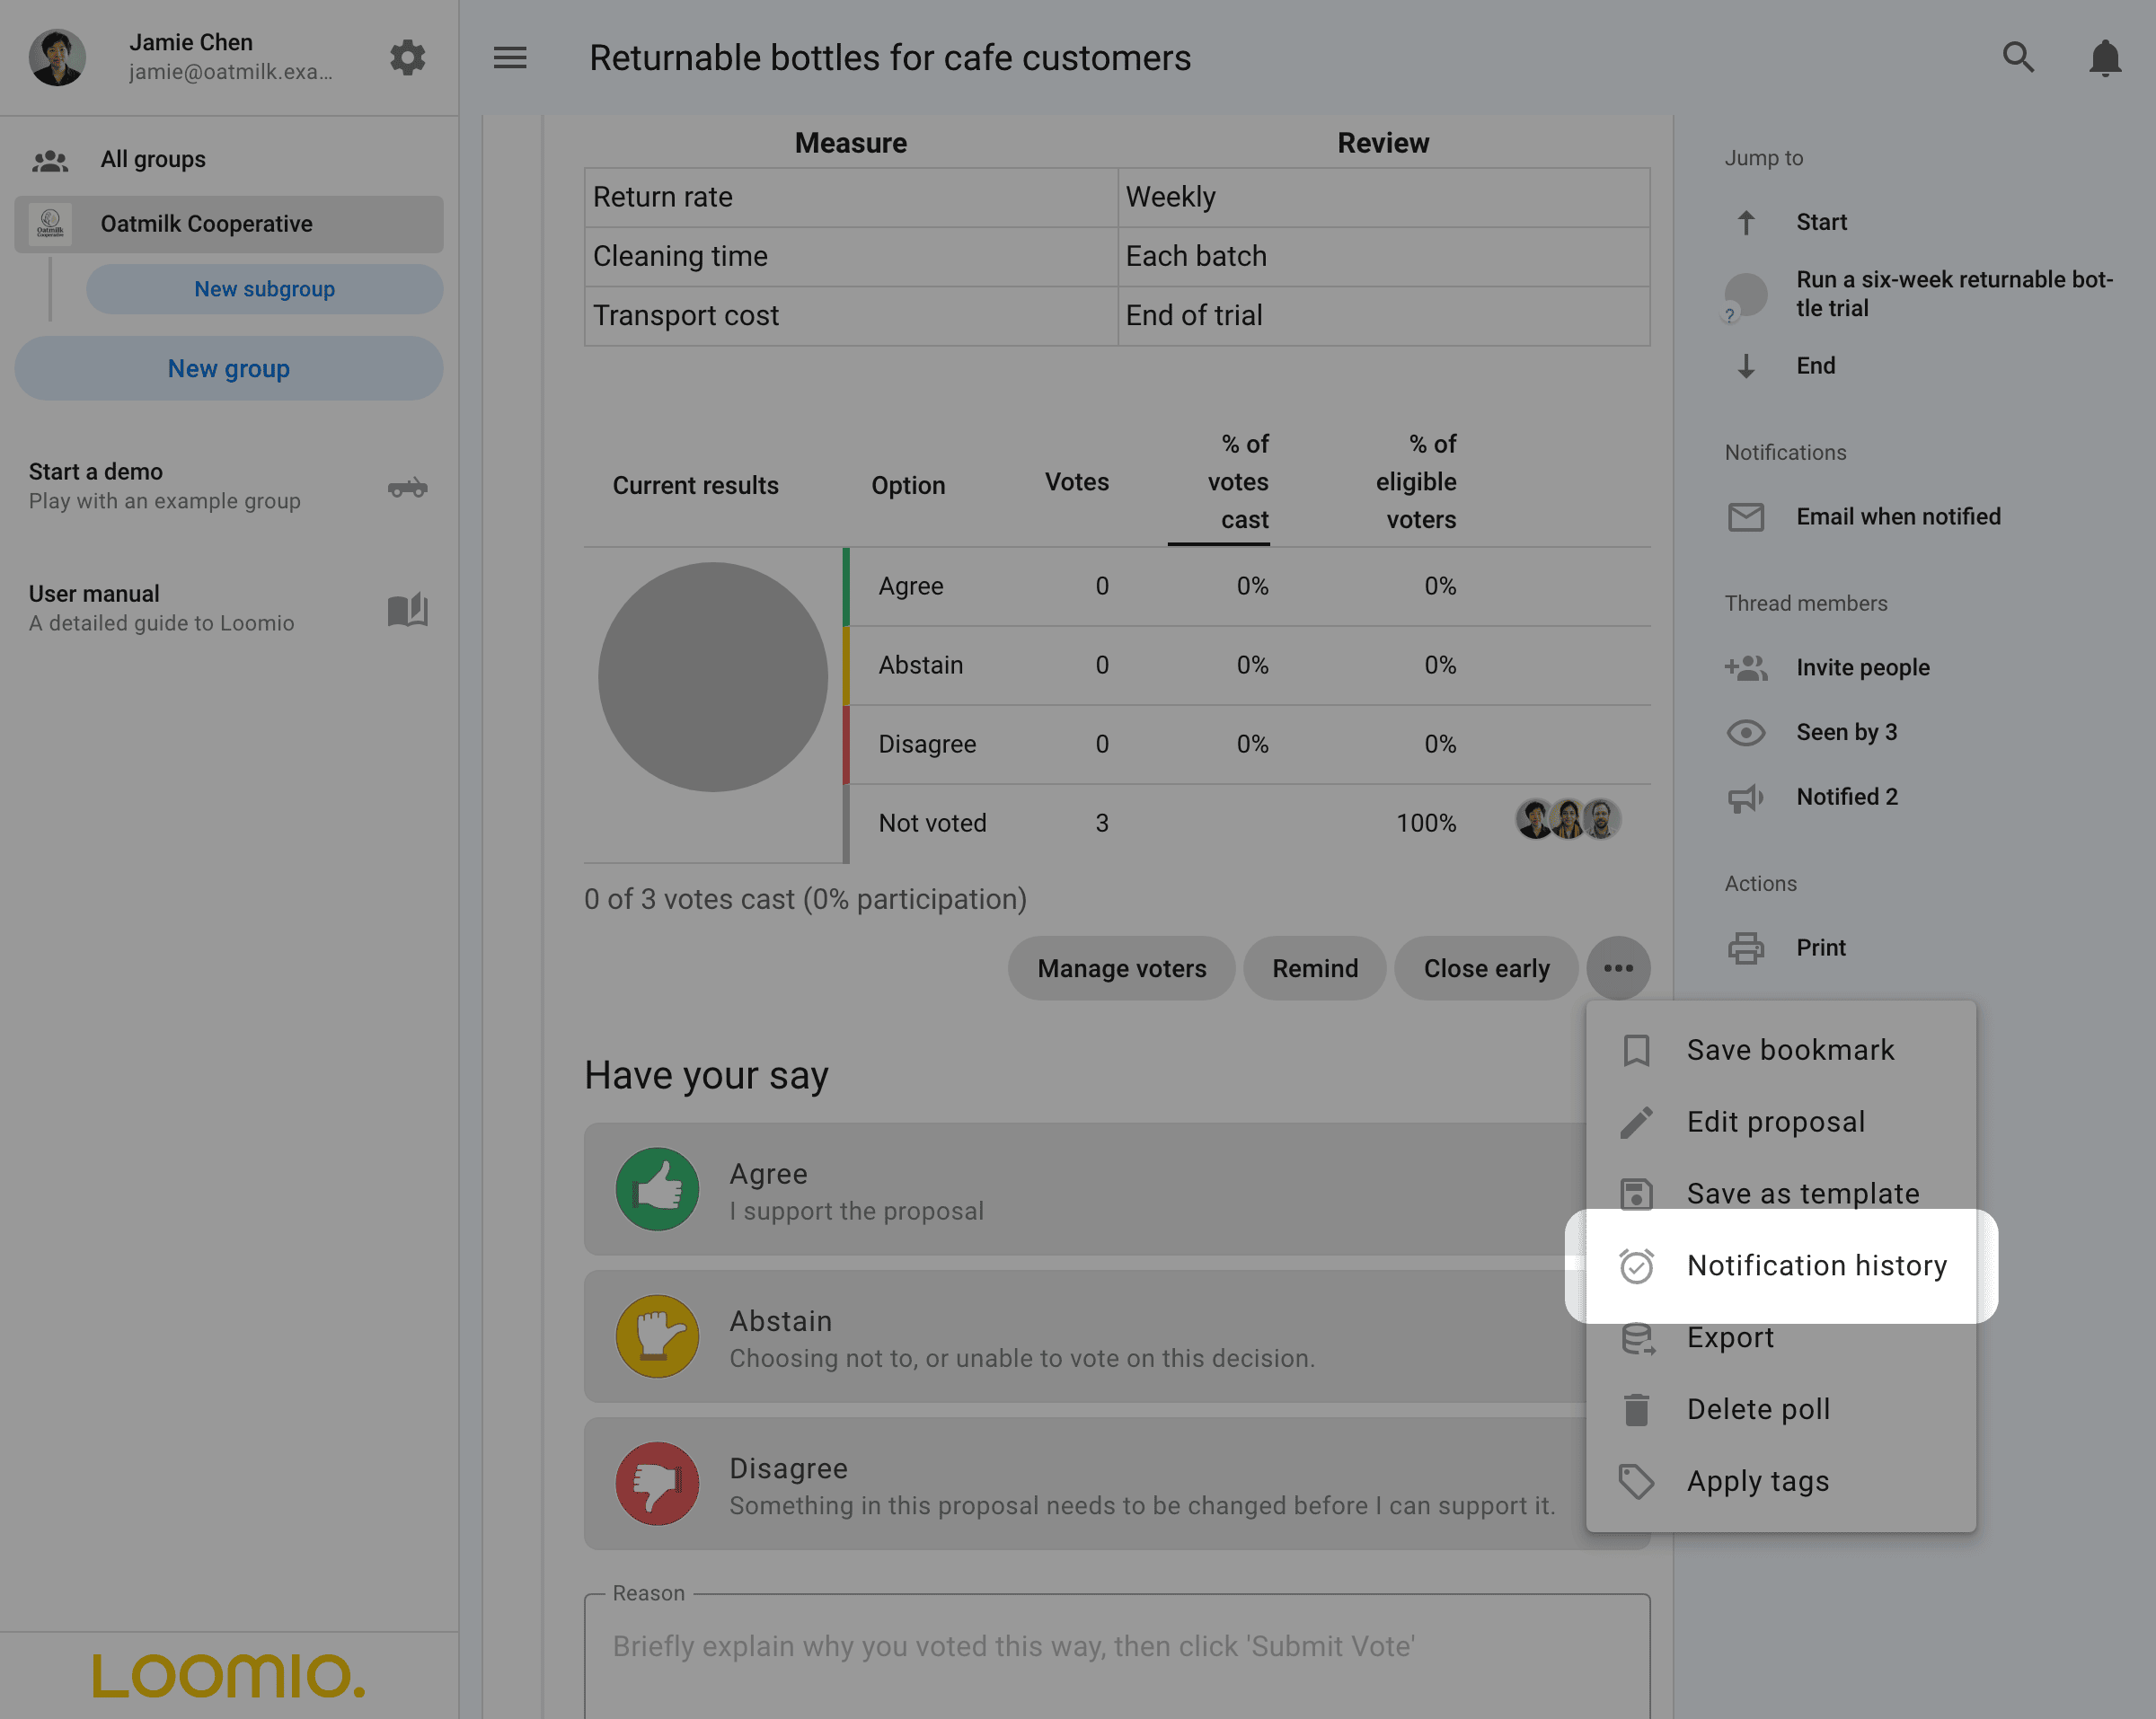 Jamie Chen
jamie@oatmilk.exa...
All groups
Oatmilk
Cooperative
Oatmilk Cooperative
New subgroup
New group
Start a demo
Play with an example group
User manual
A detailed guide to Loomio
LOOMIO.
Returnable bottles for cafe customers
Measure Review
Return rate Weekly
Cleaning time Each batch
Transport cost End of trial
Current results Option Votes % of votes cast % of eligible voters
Agree 0 0% 0%
Abstain 0 0% 0%
Disagree 0 0% 0%
Not voted 3 100%
0 of 3 votes cast (0% participation)
Manage voters Remind Close early
Save bookmark
Edit proposal
Save as template
Notification history
Export
Delete poll
Apply tags
Have your say
Agree
I support the proposal
Abstain
Choosing not to, or unable to vote on this decision.
Disagree
Something in this proposal needs to be changed before I can support it.
Reason
Briefly explain why you voted this way, then click 'Submit Vote'
Jump to
Start
?
Run a six-week returnable bot-
tle trial
End
Notifications
Email when notified
Thread members
Invite people
Seen by 3
Notified 2
Actions
Print